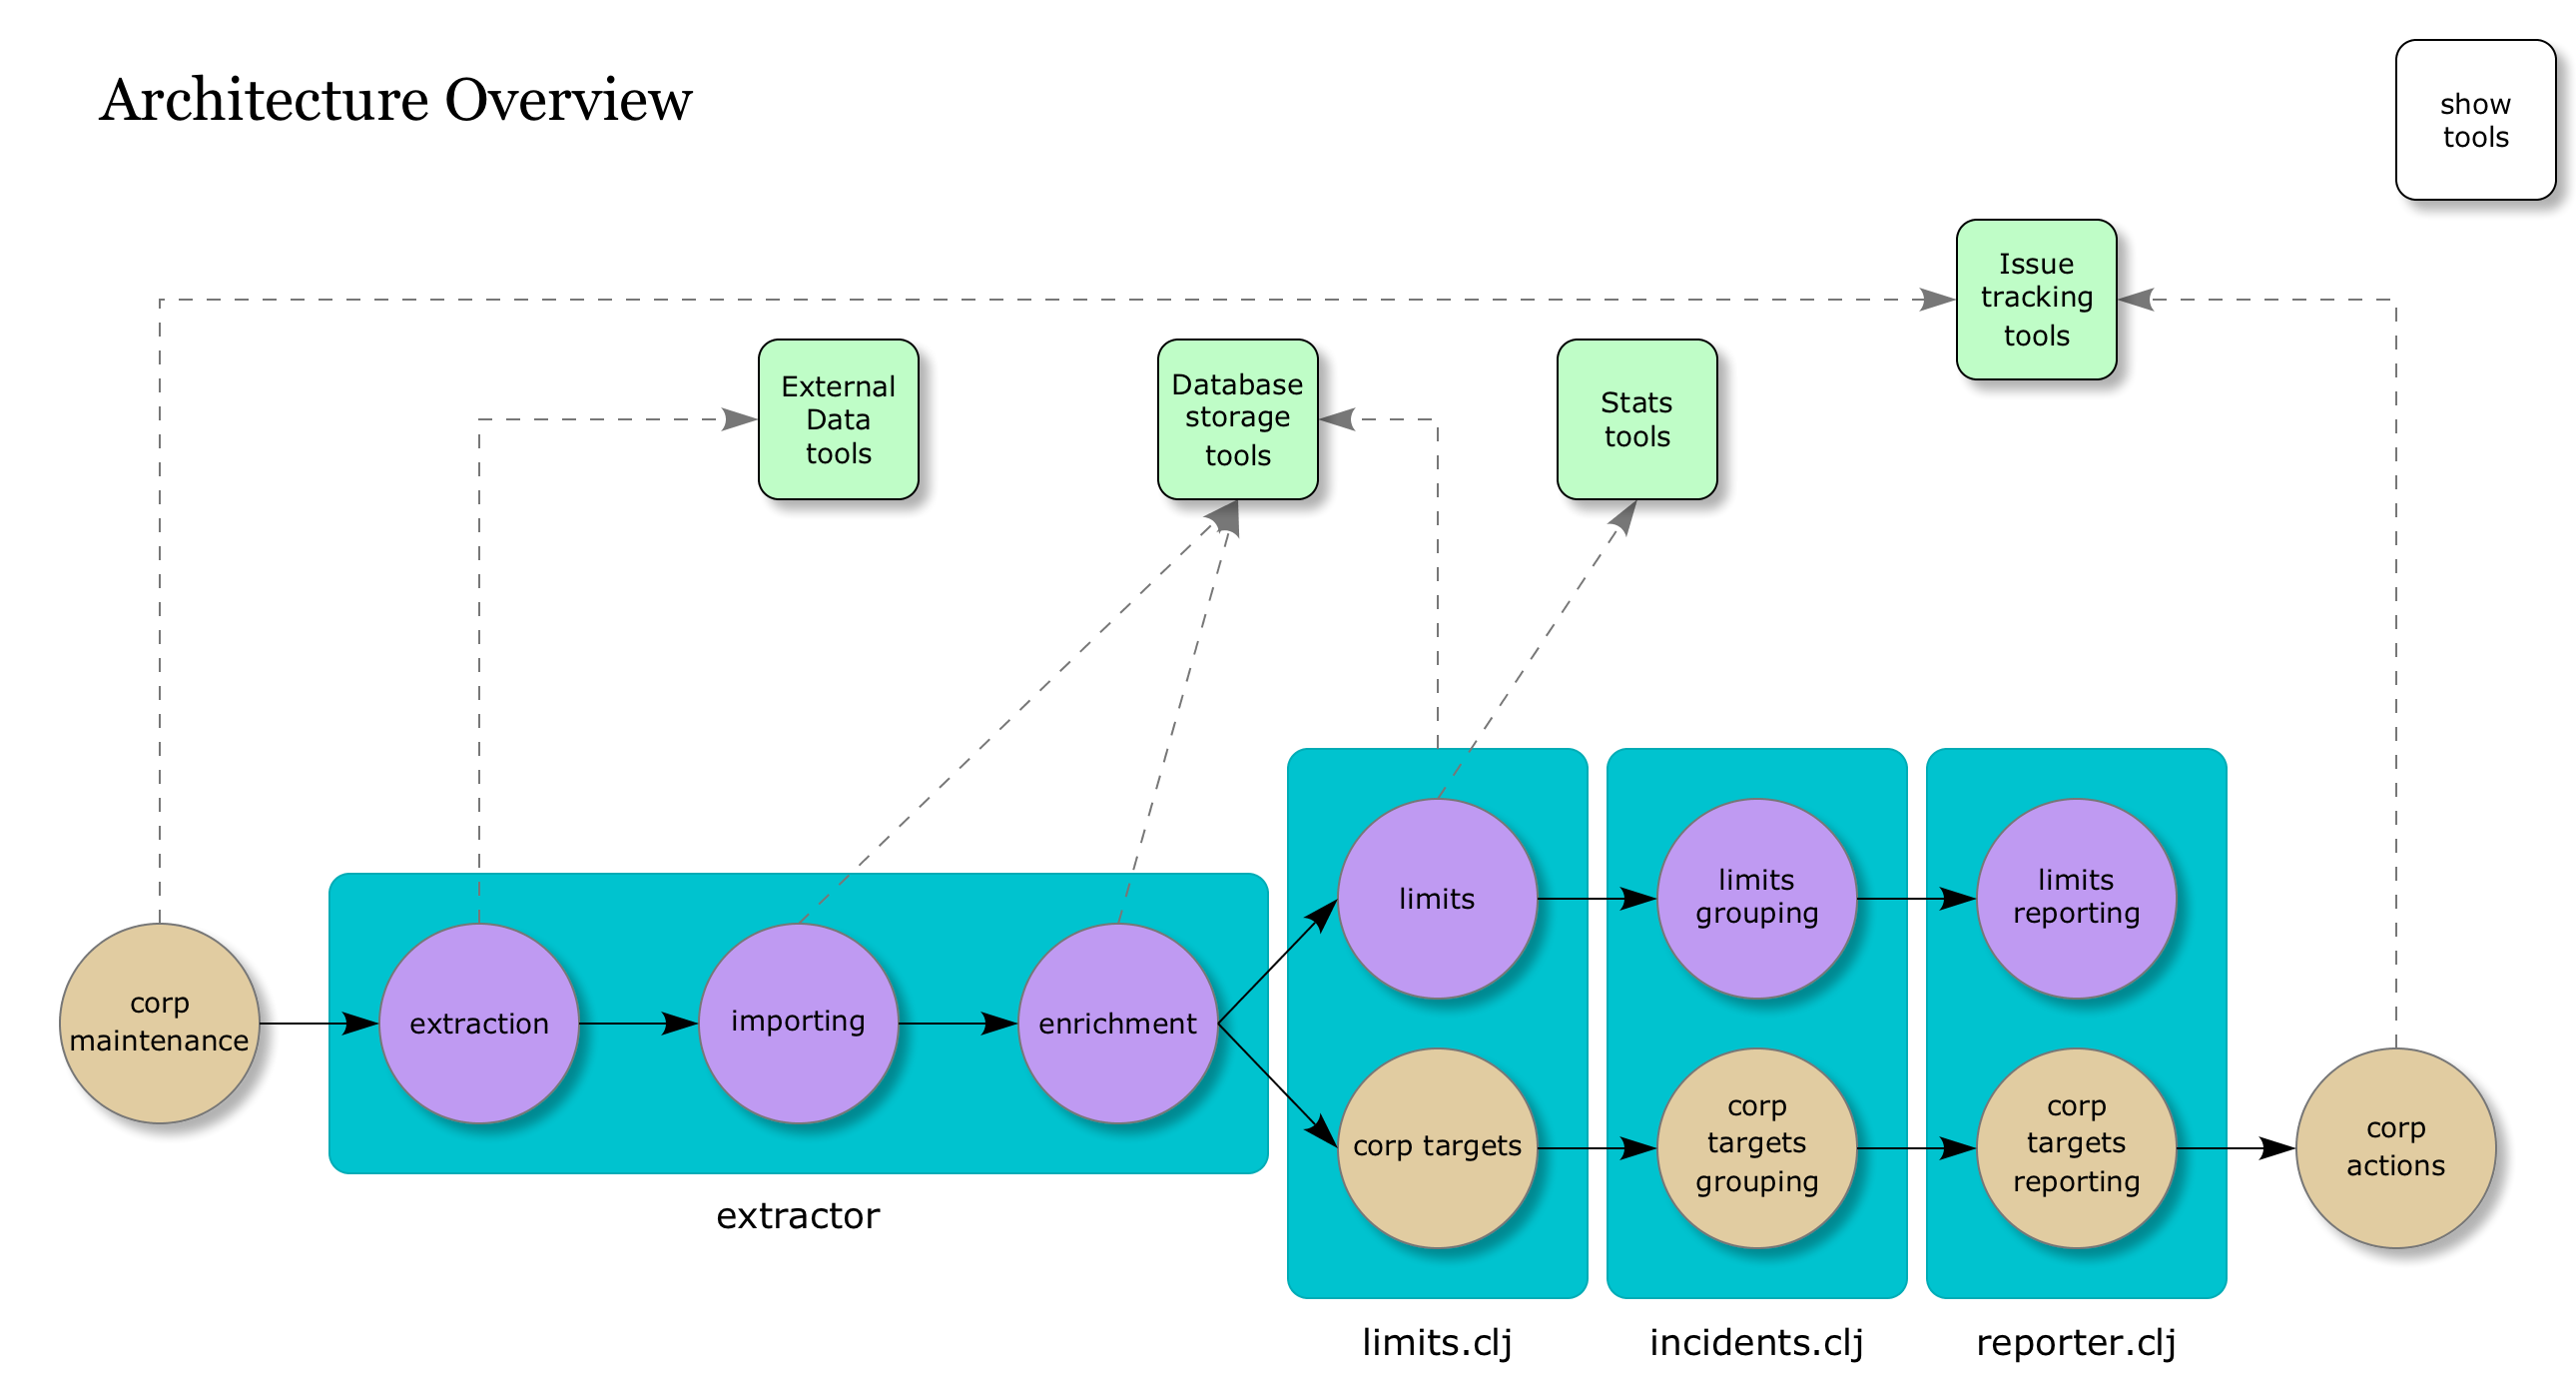 Architecture Overview
show
tools
Issue
tracking
tools
External
Data
tools
Database
storage
tools
Stats
tools
limits
limits
grouping
limits
reporting
corp
maintenance
extraction
importing
enrichment
corp targets
corp
targets
grouping
corp
targets
reporting
corp
actions
extractor
limits.clj
incidents.clj
reporter.clj